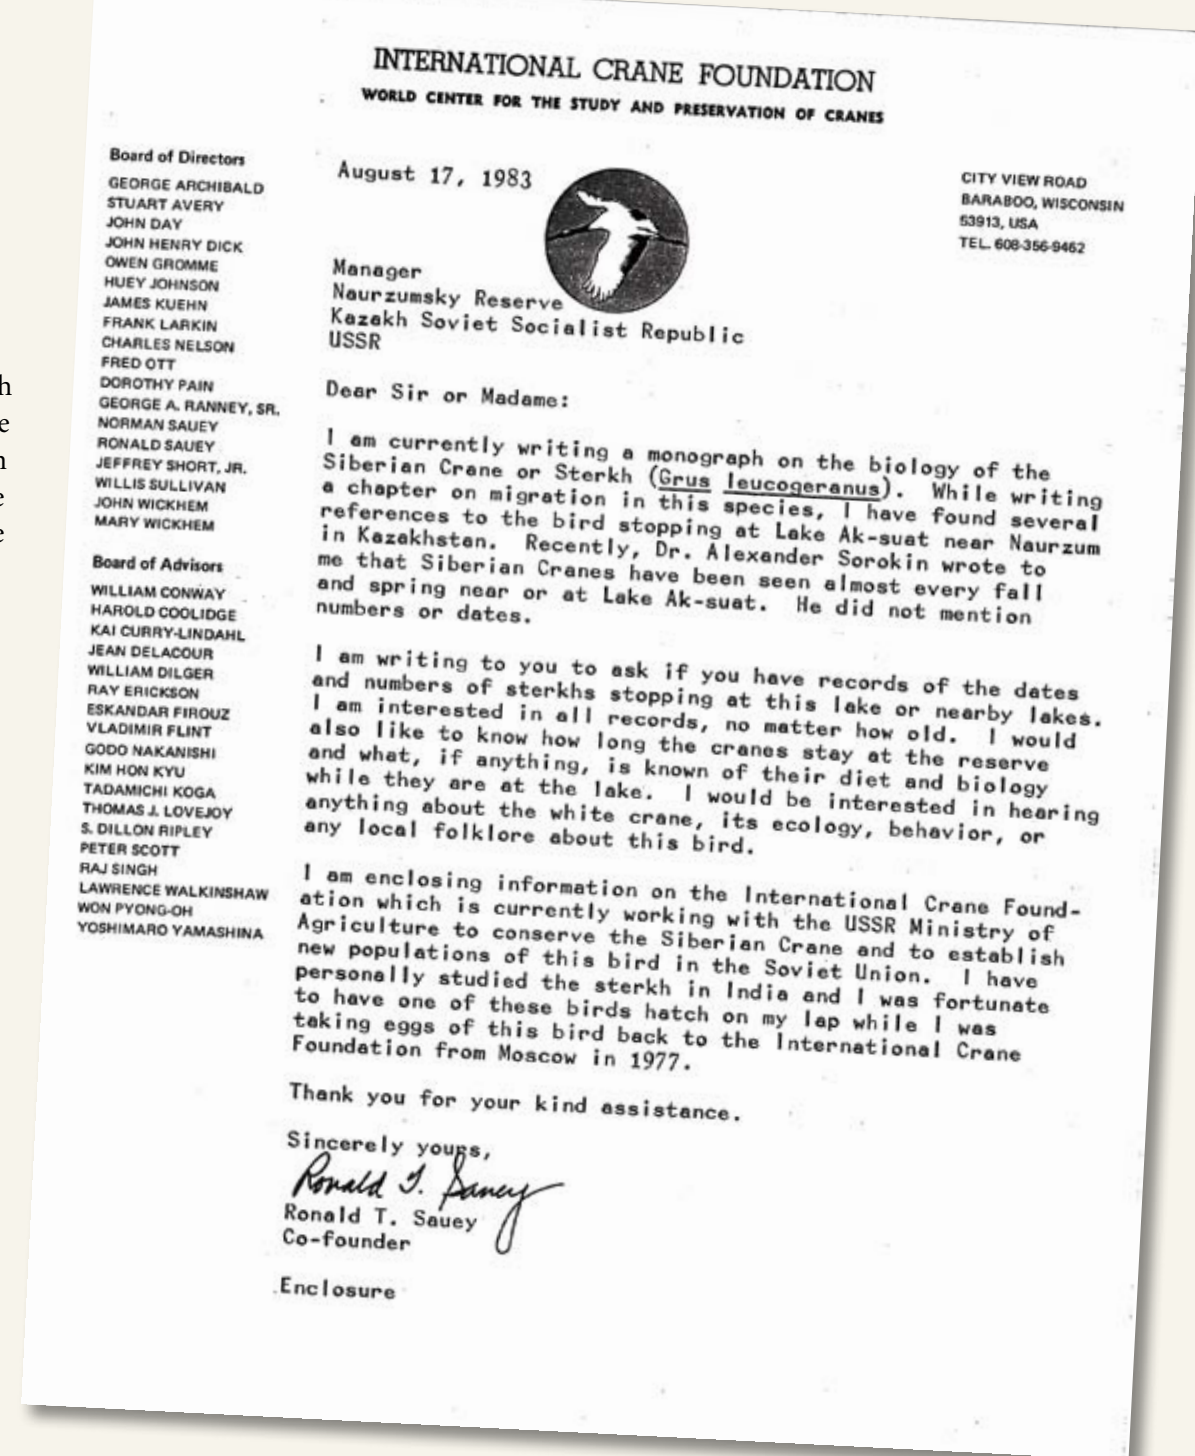 INTERNATIONAL CRANE FOUNDATION
WORLD CENTER FOR THE STUDY AND PRESERVATION OF CRANES
Board of Directors
GEORGE ARCHIBALD
STUART AVERY
JOHN DAY
JOHN HENRY DICK
OWEN GROMME
HUEY JOHNSON
JAMES KUEHN
FRANK LARKIN
CHARLES NELSON
FRED OTT
DOROTHY PAIN
GEORGE A. RANNEY, SR.
NORMAN SAUEY
RONALD SAUEY
JEFFREY SHORT, JR.
WILLIS SULLIVAN
JOHN WICKHEM
MARY WICKHEM
Board of Advisors
WILLIAM CONWAY
HAROLD COOLIDGE
KAI CURRY-LINDAHL
JEAN DELACOUR
WILLIAM DILGER
RAY ERICKSON
ESKANDAR FIROUZ
VLADIMIR FLINT
GODO NAKANISHI
KIM HON KYU
TADAMICHI KOGA
THOMAS J. LOVEJOY
S. DILLON RIPLEY
PETER SCOTT
RAJ SINGH
LAWRENCE WALKINSHAW
WON PYONG-OH
YOSHIMARO YAMASHINA
CITY VIEW ROAD
BARABOO, WISCONSIN
53913, USA
TEL. 608-356-9462
August 17, 1983
Manager
Naurzumsky Reserve
Kazakh Soviet Socialist Republic
USSR
Dear Sir or Madame:
I am currently writing a monograph on the biology of the
Siberian Crane or Sterkh (Grus leucogeranus). While writing
a chapter on migration in this species, I have found several
references to the bird stopping at Lake Ak-suat near Naurzum
in Kazakhstan. Recently, Dr. Alexander Sorokin wrote to
me that Siberian Cranes have been seen almost every fall
and spring near or at Lake Ak-suat. He did not mention
numbers or dates.
I am writing to you to ask if you have records of the dates
and numbers of sterkhs stopping at this lake or nearby lakes.
I am interested in all records, no matter how old. I would
also like to know how long the cranes stay at the reserve
and what, if anything, is known of their diet and biology
while they are at the lake. I would be interested in hearing
anything about the white crane, its ecology, behavior, or
any local folklore about this bird.
I am enclosing information on the International Crane Found-
ation which is currently working with the USSR Ministry of
Agriculture to conserve the Siberian Crane and to establish
new populations of this bird in the Soviet Union. I have
personally studied the sterkh in India and I was fortunate
to have one of these birds hatch on my lap while I was
taking eggs of this bird back to the International Crane
Foundation from Moscow in 1977.
Thank you for your kind assistance.
Sincerely yours,
Ronald T. Sauey
Ronald T. Sauey
Co-founder
Enclosure